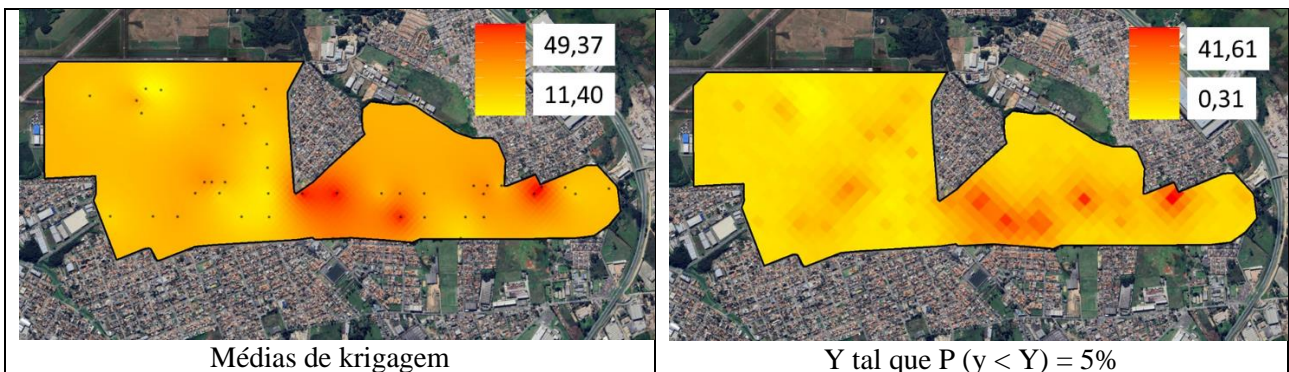 49,37
11,40
41,61
0,31
Médias de krigagem
Y tal que P (y < Y) = 5%